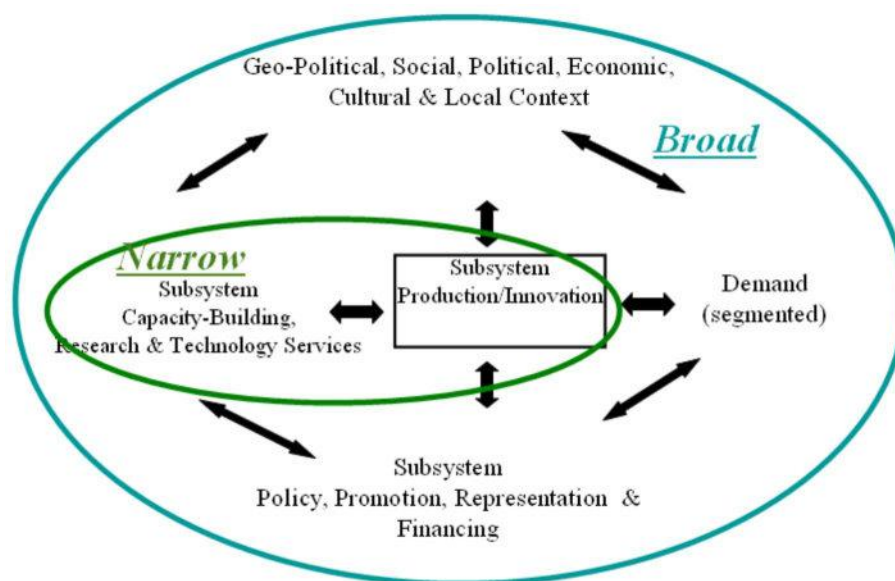 Geo-Political, Social, Political, Economic,
Cultural & Local Context
Broad
Narrow
Subsystem
Capacity-Building,
Research & Technology Services
Subsystem
Production/Innovation
Demand
(segmented)
Subsystem
Policy, Promotion, Representation &
Financing